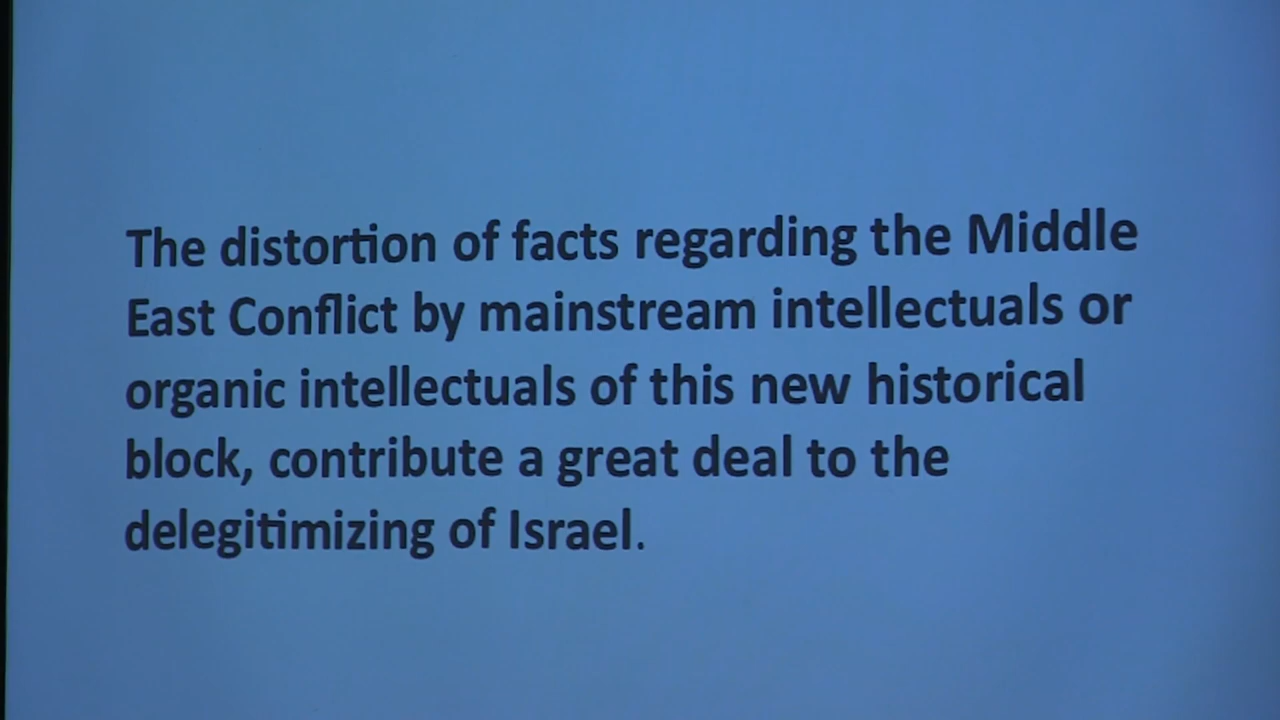 The distortion of facts regarding the Middle
East Conflict by mainstream intellectuals or
organic intellectuals of this new historical
block, contribute a great deal to the
delegitimizing of Israel.